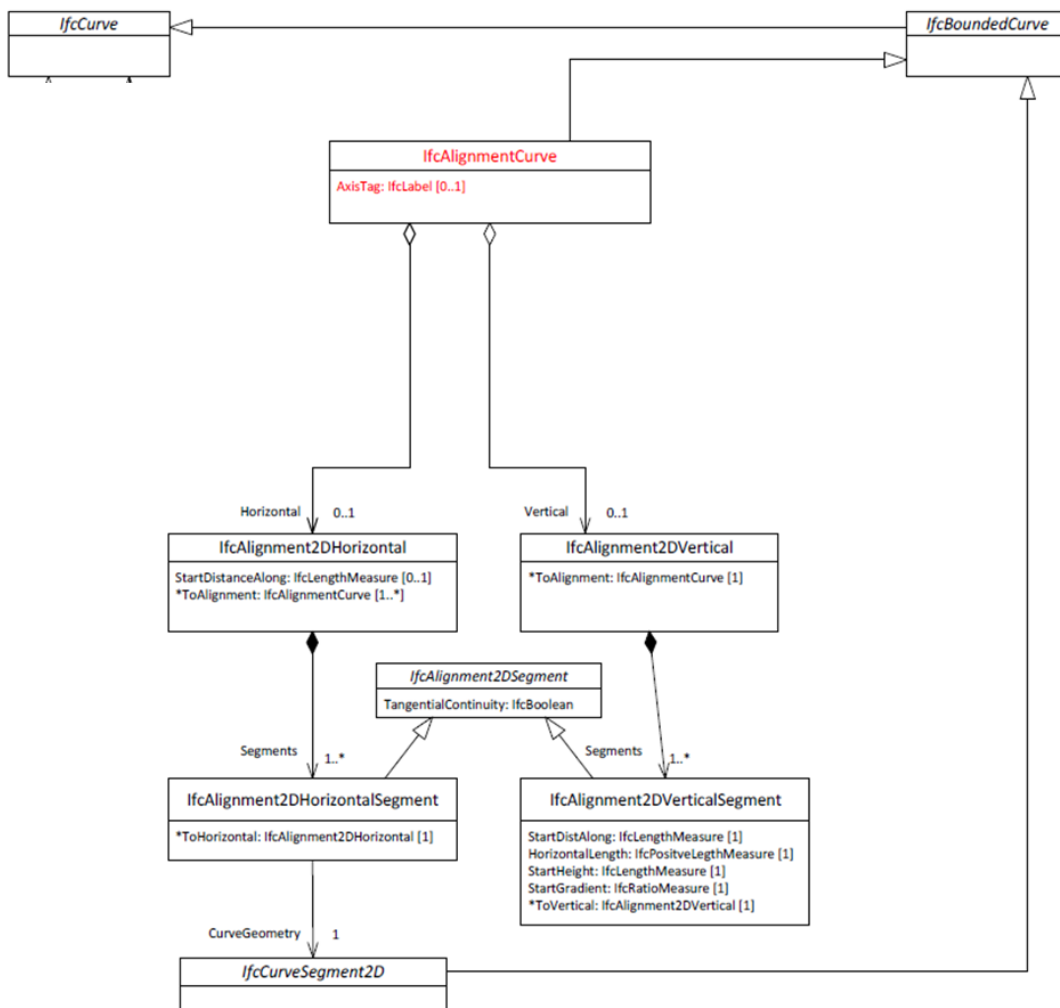 IfcCurve
IfcBoundedCurve
IfcAlignmentCurve
AxisTag: IfcLabel [0..1]
Horizontal
0..1
Vertical
0..1
IfcAlignment2DHorizontal
StartDistanceAlong: IfcLengthMeasure [0..1]
*ToAlignment: IfcAlignmentCurve [1..*]
IfcAlignment2DVertical
*ToAlignment: IfcAlignmentCurve [1]
IfcAlignment2DSegment
TangentialContinuity: IfcBoolean
Segments
1..*
Segments
1..*
IfcAlignment2DHorizontalSegment
*ToHorizontal: IfcAlignment2DHorizontal [1]
IfcAlignment2DVerticalSegment
StartDistAlong: IfcLengthMeasure [1]
HorizontalLength: IfcPositveLegthMeasure [1]
StartHeight: IfcLengthMeasure [1]
StartGradient: IfcRatioMeasure [1]
*ToVertical: IfcAlignment2DVertical [1]
CurveGeometry
1
IfcCurveSegment2D